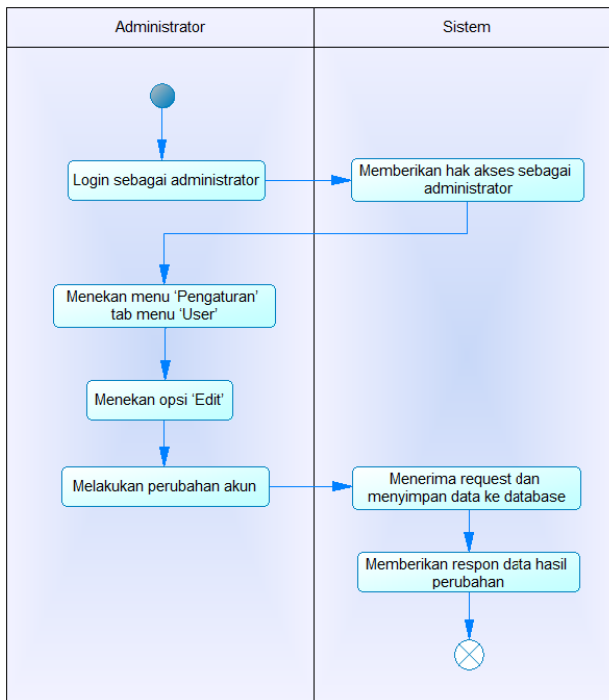 Administrator
Sistem
Login sebagai administrator
Memberikan hak akses sebagai
administrator
Menekan menu ‘Pengaturan’
tab menu ‘User’
Menekan opsi ‘Edit’
Melakukan perubahan akun
Menerima request dan
menyimpan data ke database
Memberikan respon data hasil
perubahan